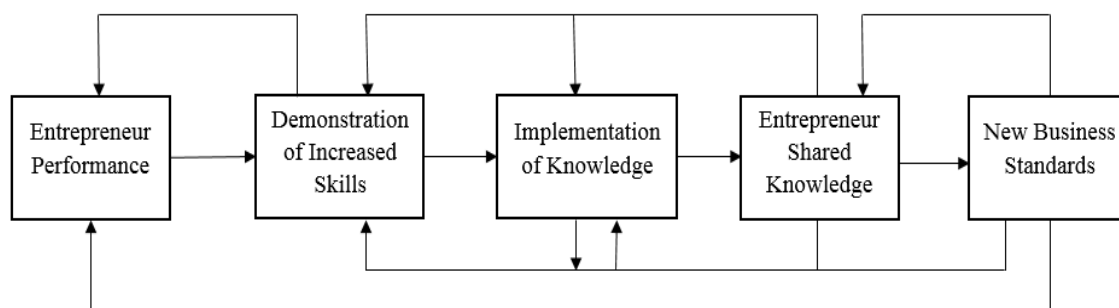 Entrepreneur
Performance
Demonstration
of Increased
Skills
Implementation
of Knowledge
Entrepreneur
Shared
Knowledge
New Business
Standards